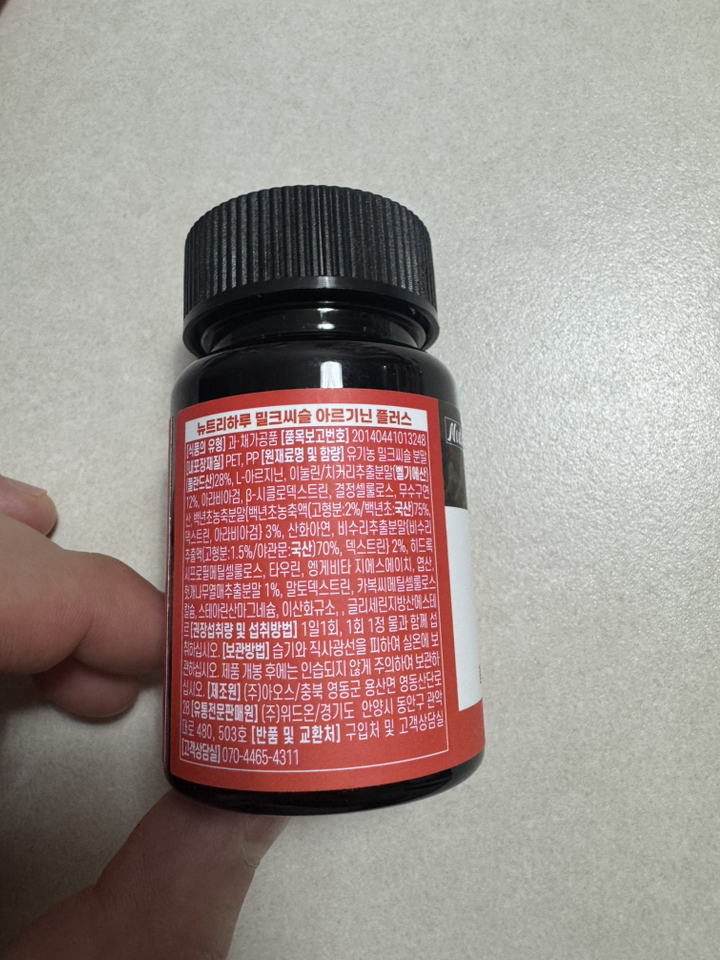 뉴트리하루 밀크씨슬 아르기닌 플러스
[식품의 유형] 과·채가공품 [품목보고번호] 20140441013248
[내포장재질] PET, PP [원재료명 및 함량] 유기농 밀크씨슬 분말
(폴란드산)28%, L-아르지닌, 이눌린/치커리추출분말(벨기에산)
12%, 아라비아검, β-시클로덱스트린, 결정셀룰로스, 무수구연
산, 백년초농축분말{백년초농축액(고형분:2%/백년초:국산)75%,
덱스트린, 아라비아검} 3%, 산화아연, 비수리추출분말{비수리
추출액(고형분:1.5%/야관문:국산)70%, 덱스트린} 2%, 히드록
시프로필메틸셀룰로스, 타우린, 엥게비타 지에스에이치, 엽산,
헛개나무열매추출분말 1%, 말토덱스트린, 카복씨메틸셀룰로스
칼슘, 스테아린산마그네슘, 이산화규소, , 글리세린지방산에스테
르 [권장섭취량 및 섭취방법] 1일1회, 1회 1정 물과 함께 섭
취하십시오. [보관방법] 습기와 직사광선을 피하여 실온에 보
관하십시오. 제품 개봉 후에는 인습되지 않게 주의하여 보관하
십시오. [제조원] (주)아오스/충북 영동군 용산면 영동산단로
28 [유통전문판매원] (주)위드온/경기도 안양시 동안구 관악
대로 480, 503호 [반품 및 교환처] 구입처 및 고객상담실
[고객상담실] 070-4465-4311